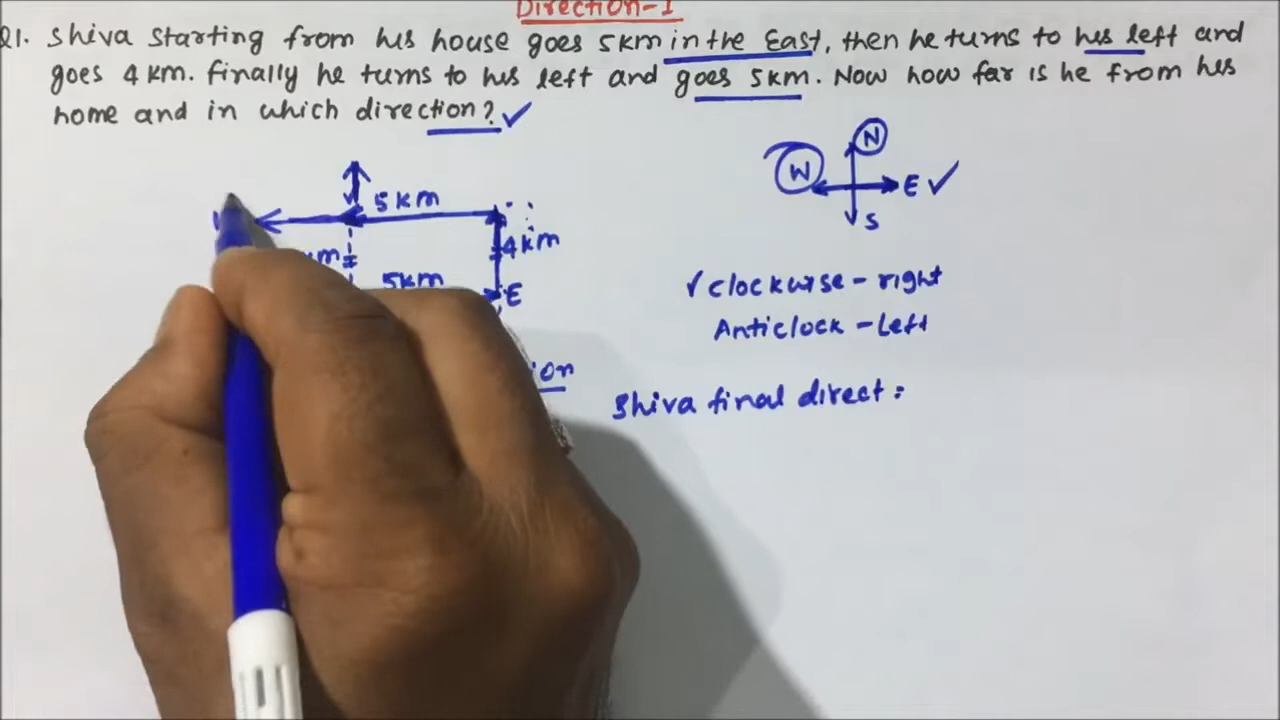 Direction-1
Q1. Shiva starting from his house goes 5km in the East, then he turns to his left and
goes 4 km. finally he turns to his left and goes 5km. Now how far is he from his
home and in which direction?
N
W
E
S
5 km
4 km
5km
E
clockwise - right
Anticlock - Left
Shiva final direct :